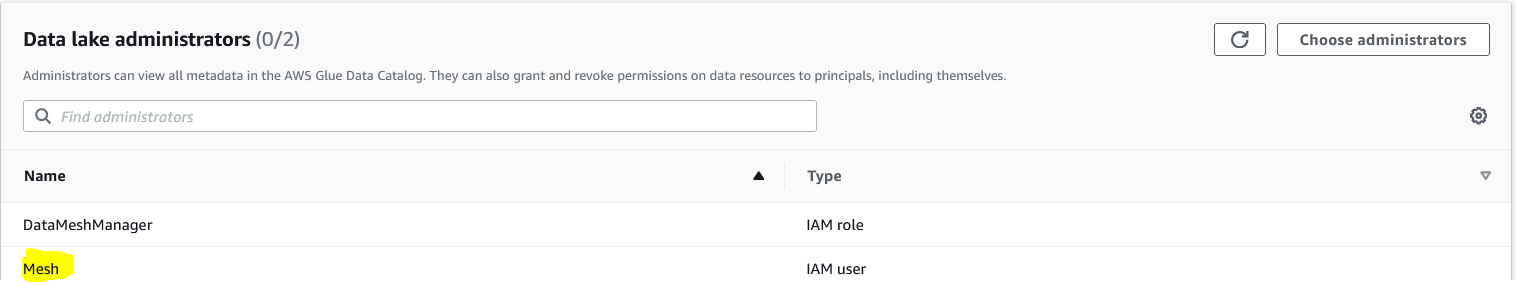 Data lake administrators (0/2)
Choose administrators
Administrators can view all metadata in the AWS Glue Data Catalog. They can also grant and revoke permissions on data resources to principals, including themselves.
Find administrators
Name Type
DataMeshManager IAM role
Mesh IAM user